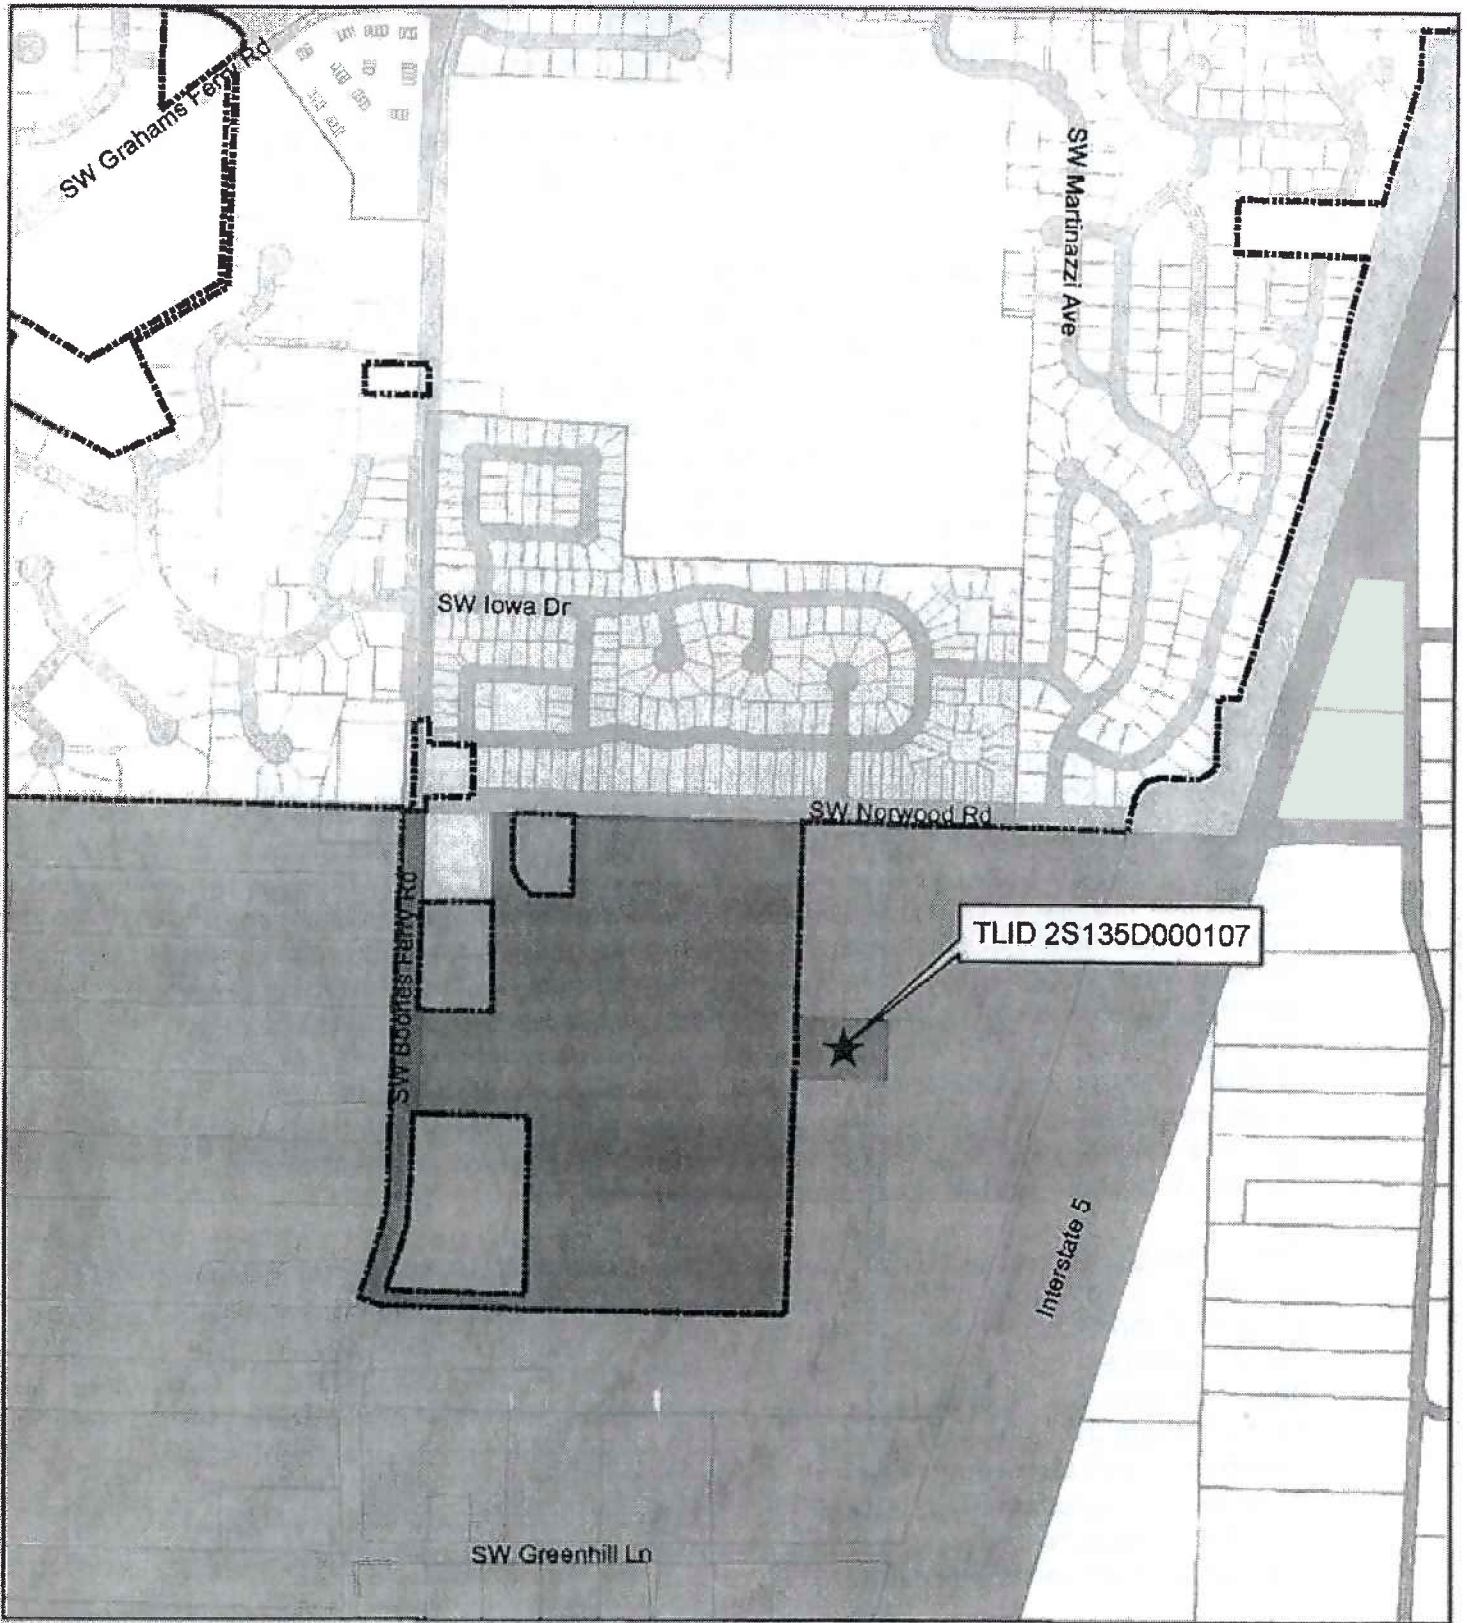 SW Grahams Ferry Rd
SW Martinazzi Ave
SW Iowa Dr
SW Norwood Rd
SW Boones Ferry Rd
TLID 2S135D000107
Interstate 5
SW Greenhill Ln